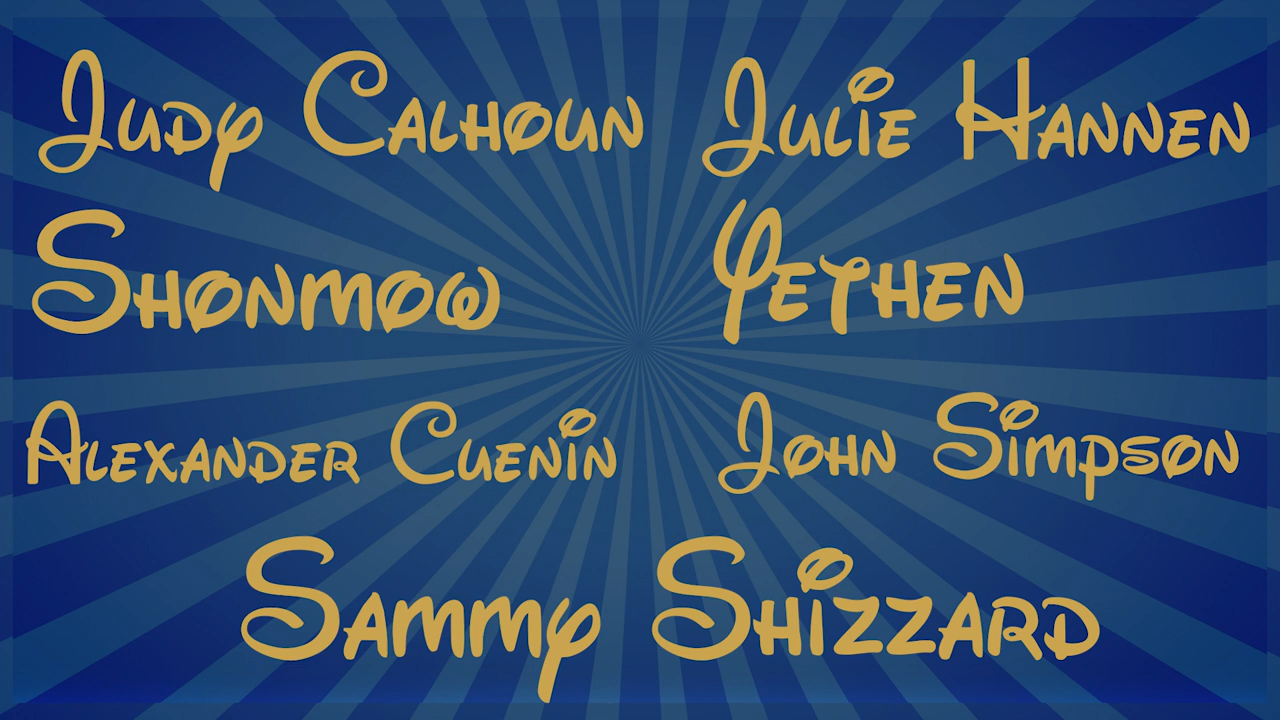 Judy Calhoun Julie Hannen
Shonmow Yethen
Alexander Cuenin John Simpson
Sammy Shizzard